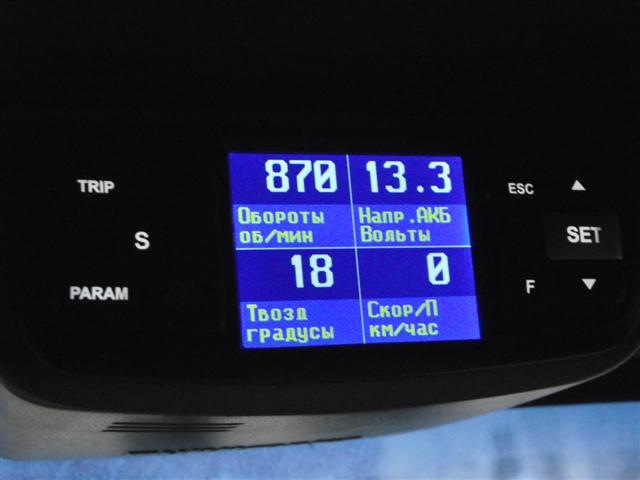 TRIP
S
PARAM
870 13.3
Обороты Напр.АКБ
об/мин Вольты
18 0
Твозд Скор/П
градусы км/час
ESC ▲
SET
F ▼